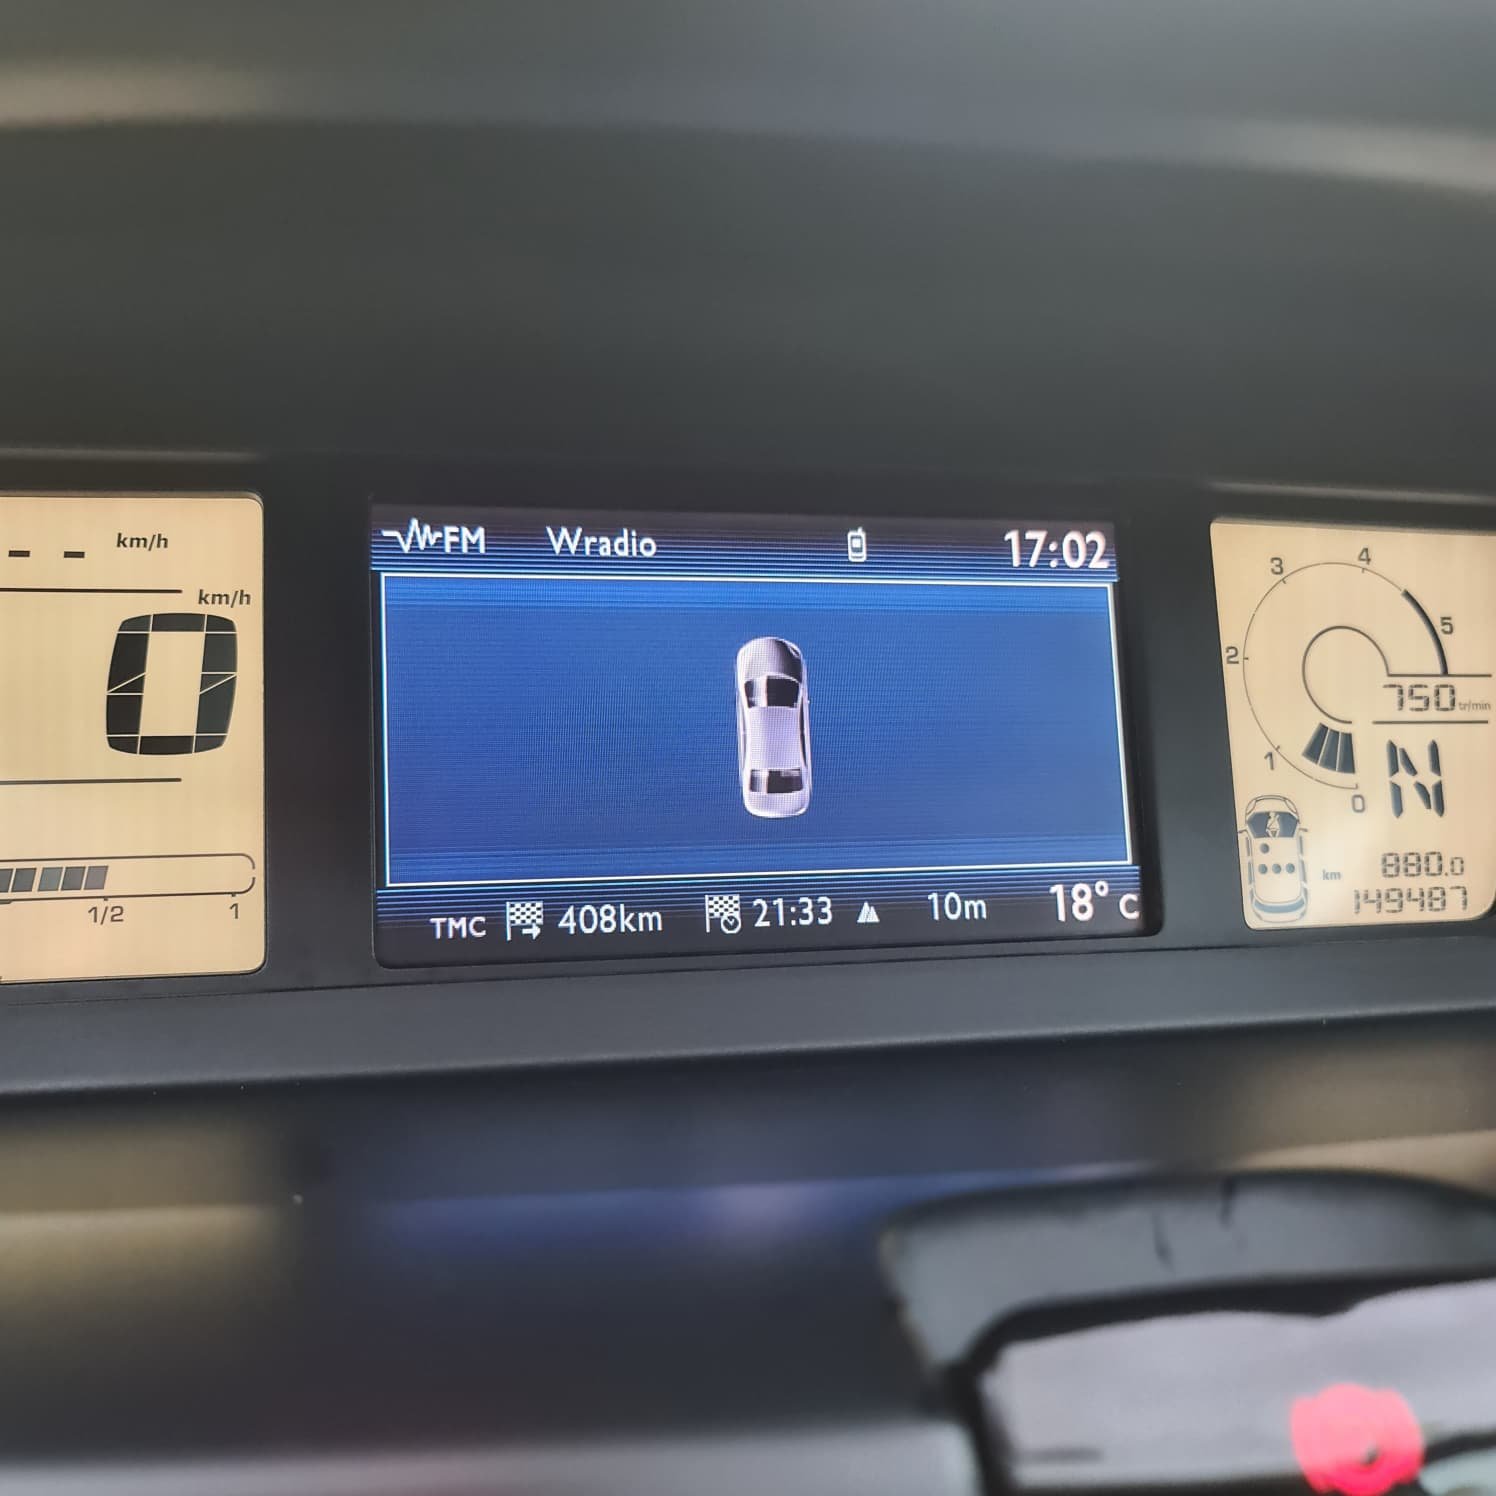 -- km/h
km/h
0
1/2 1
FM Wradio 17:02
TMC 408km 21:33 10m 18° C
3 4
5
2
750 tr/min
1
N
0
km 880.0
149487